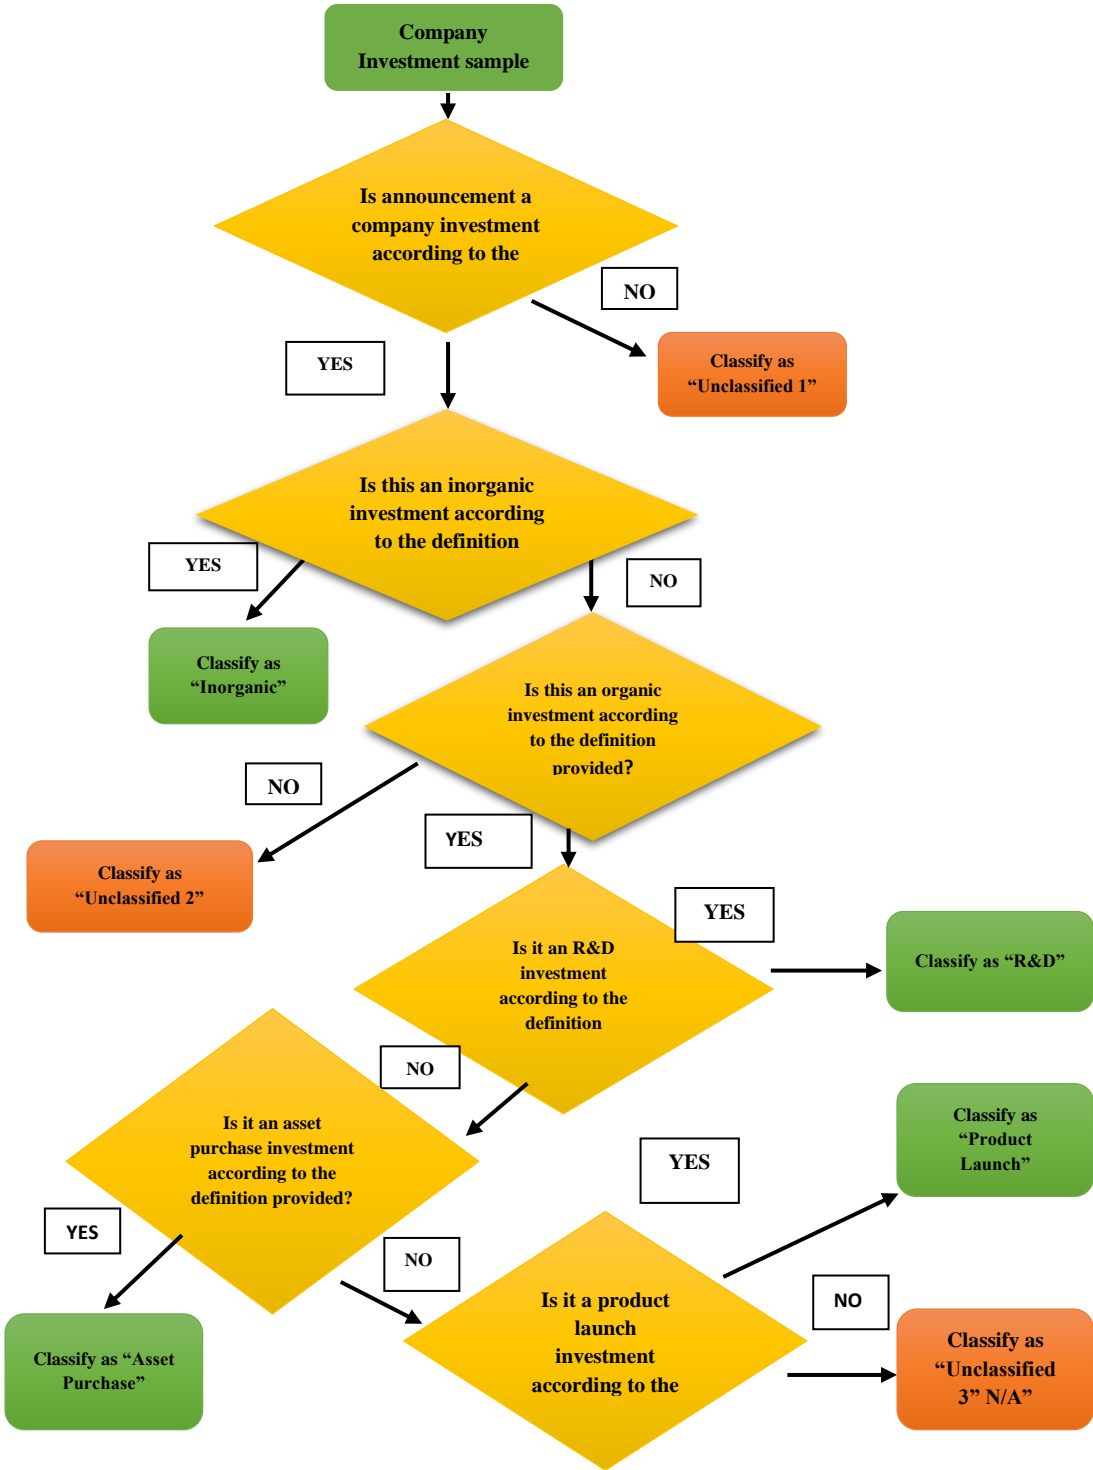 Company
Investment sample
Is announcement a
company investment
according to the
NO
YES
Classify as
“Unclassified 1”
Is this an inorganic
investment according
to the definition
YES
NO
Classify as
“Inorganic”
Is this an organic
investment according
to the definition
provided?
NO
YES
Classify as
“Unclassified 2”
YES
Is it an R&D
investment
according to the
definition
Classify as “R&D”
NO
Is it an asset
purchase investment
according to the
definition provided?
YES
Classify as
“Product
Launch”
YES
NO
NO
Is it a product
launch
investment
according to the
Classify as “Asset
Purchase”
Classify as
“Unclassified
3” N/A”